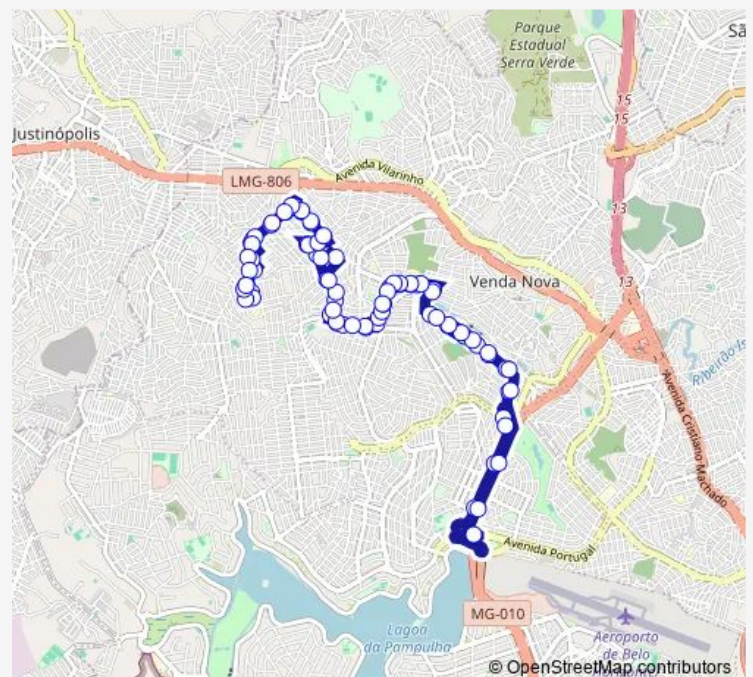 Parque
Estadual
Serra Verde
Sã
15
15
Justinópolis
Avenida Vilarinho
LMG-806
13
Venda Nova
13
Ribeirão Is
Avenida Cristiano Machado
Avenida Portugal
MG-010
Lagoa
da Pampulha
Aeroporto
de Belo
© OpenStreetMap contributors